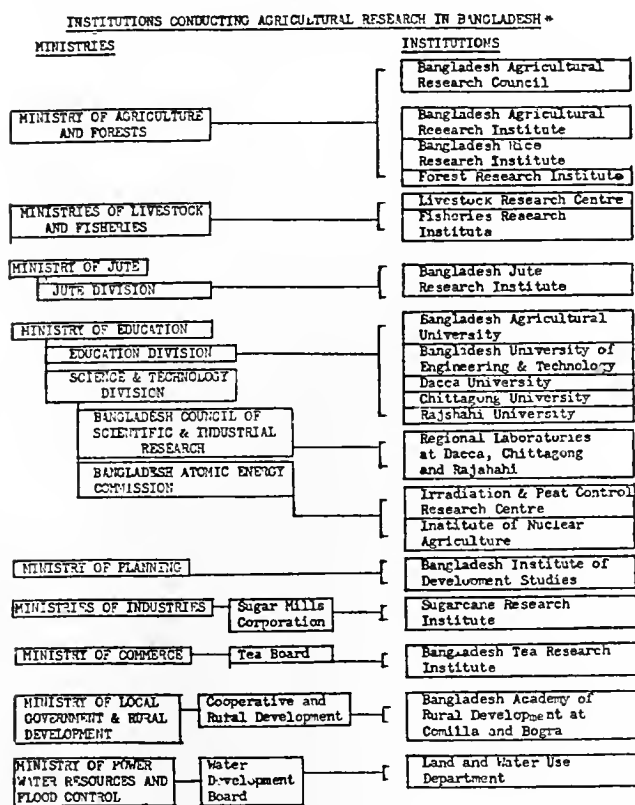 INSTITUTIONS CONDUCTING AGRICULTURAL RESEARCH IN BANGLADESH*
MINISTRIES
INSTITUTIONS
MINISTRY OF AGRICULTURE
AND FORESTS
Bangladesh Agricultural
Research Council
Bangladesh Agricultural
Research Institute
Bangladesh Rice
Research Institute
Forest Research Institute
MINISTRIES OF LIVESTOCK
AND FISHERIES
Livestock Research Centre
Fisheries Research
Institute
MINISTRY OF JUTE
JUTE DIVISION
Bangladesh Jute
Research Institute
MINISTRY OF EDUCATION
EDUCATION DIVISION
SCIENCE & TECHNOLOGY
DIVISION
BANGLADESH COUNCIL OF
SCIENTIFIC & INDUSTRIAL
RESEARCH
BANGLADESH ATOMIC ENERGY
COMMISSION
Bangladesh Agricultural
University
Bangladesh University of
Engineering & Technology
Dacca University
Chittagong University
Rajshahi University
Regional Laboratories
at Dacca, Chittagong
and Rajshahi
Irradiation & Pest Control
Research Centre
Institute of Nuclear
Agriculture
MINISTRY OF PLANNING
Bangladesh Institute of
Development Studies
MINISTRIES OF INDUSTRIES
Sugar Mills
Corporation
Sugarcane Research
Institute
MINISTRY OF COMMERCE
Tea Board
Bangladesh Tea Research
Institute
MINISTRY OF LOCAL
GOVERNMENT & RURAL
DEVELOPMENT
Cooperative and
Rural Development
Bangladesh Academy of
Rural Development at
Comilla and Bogra
MINISTRY OF POWER
WATER RESOURCES AND
FLOOD CONTROL
Water
Development
Board
Land and Water Use
Department